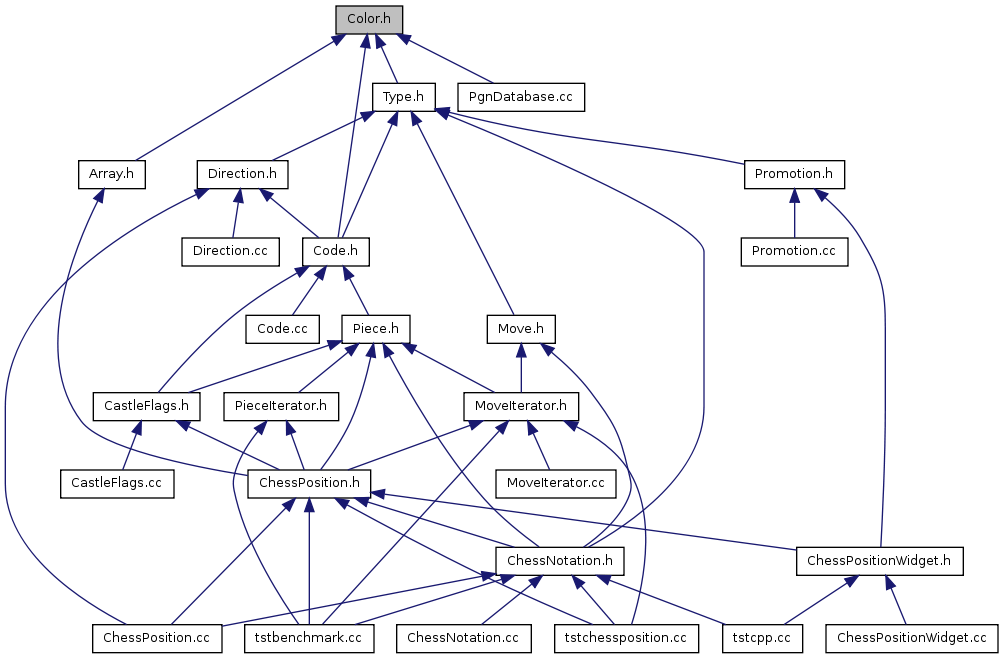 Color.h
Type.h
PgnDatabase.cc
Array.h
Direction.h
Promotion.h
Direction.cc
Code.h
Promotion.cc
Code.cc
Piece.h
Move.h
CastleFlags.h
PieceIterator.h
MoveIterator.h
CastleFlags.cc
ChessPosition.h
MoveIterator.cc
ChessNotation.h
ChessPositionWidget.h
ChessPosition.cc
tstbenchmark.cc
ChessNotation.cc
tstchessposition.cc
tstcpp.cc
ChessPositionWidget.cc